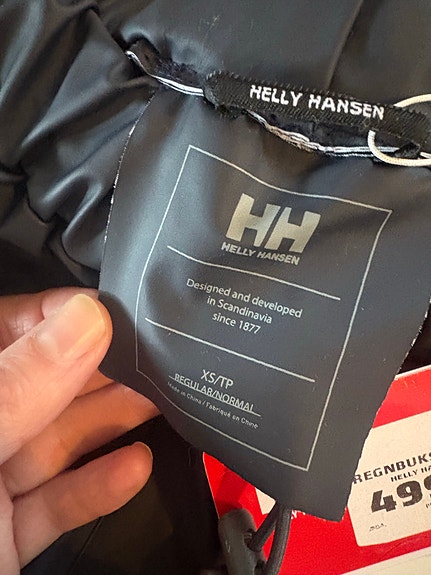 HELLY HANSEN
HH
HELLY HANSEN
Designed and developed
in Scandinavia
since 1877
XS/TP
REGULAR/NORMAL
Made in China / Fabriqué en Chine
REGNBUKS
HELLY HA
49